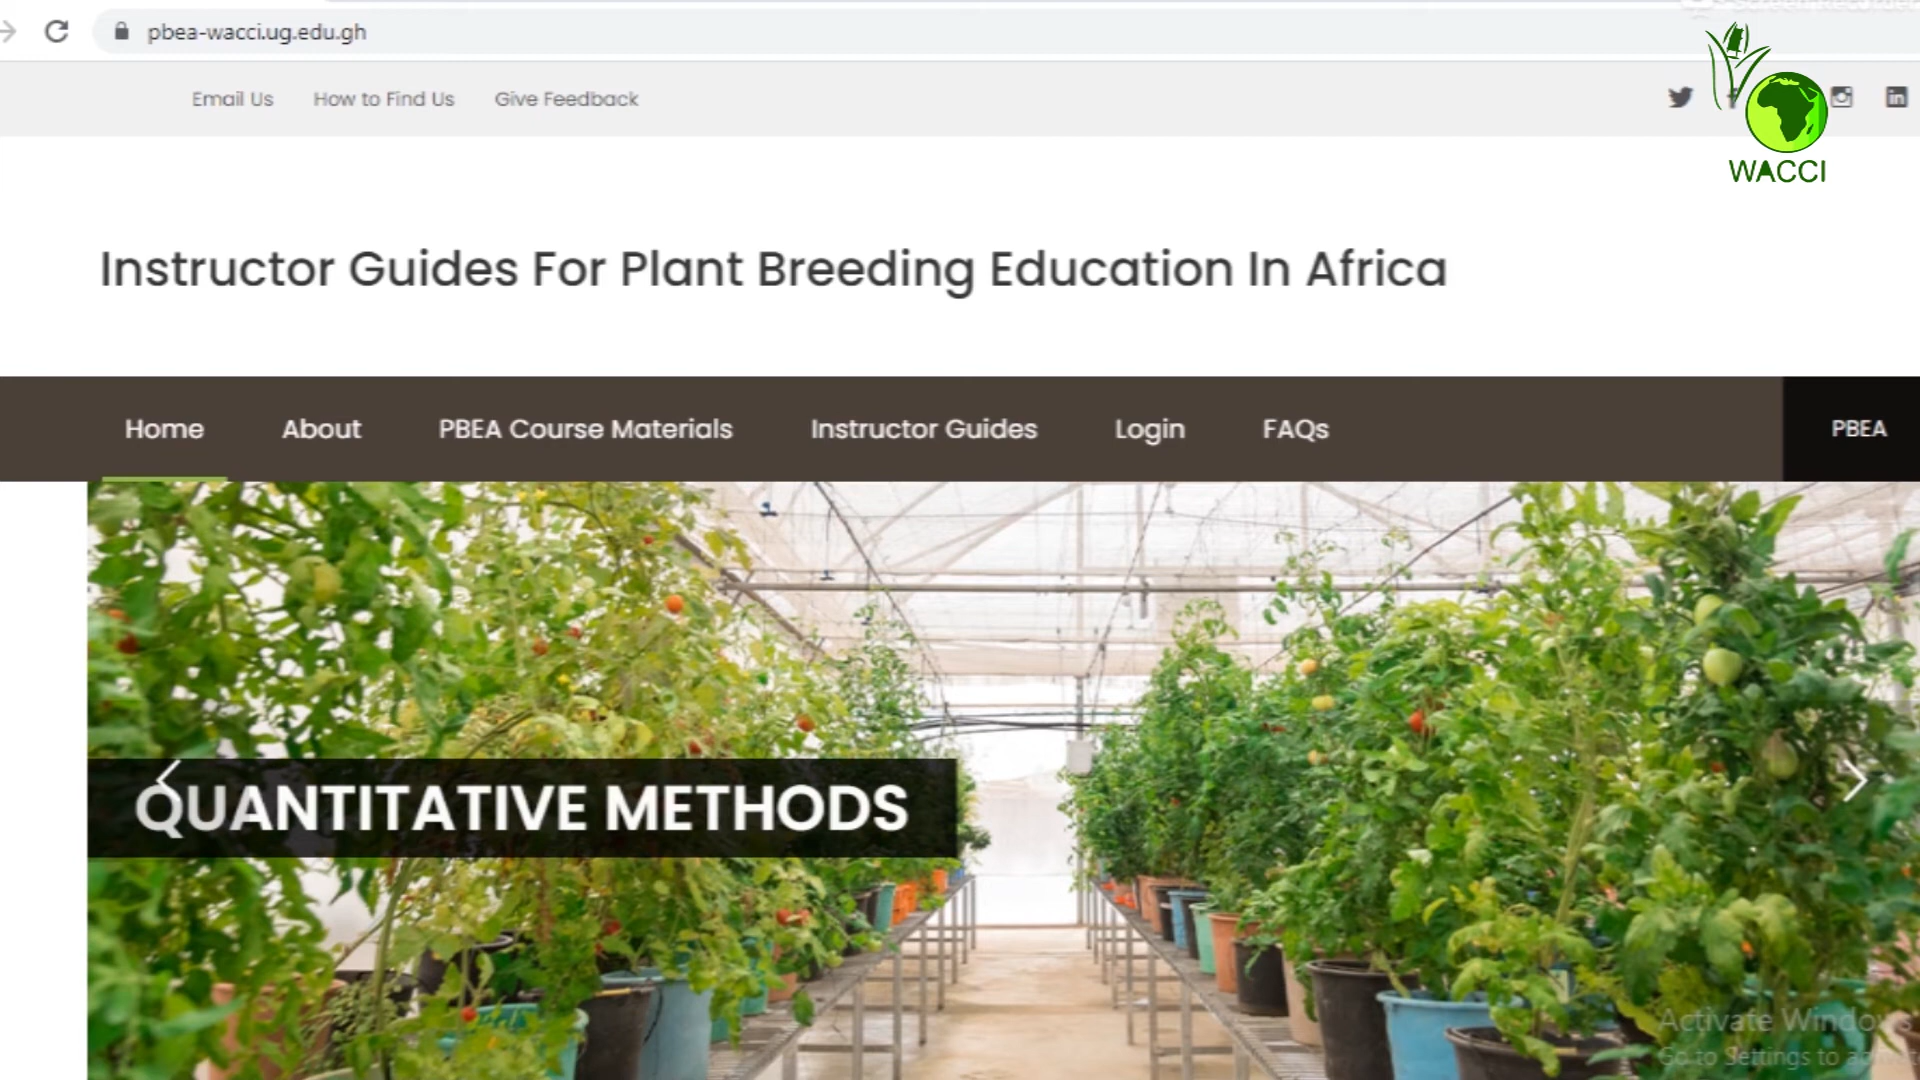 pbea-wacci.ug.edu.gh
Email Us How to Find Us Give Feedback
WACCI
Instructor Guides For Plant Breeding Education In Africa
Home About PBEA Course Materials Instructor Guides Login FAQs PBEA
QUANTITATIVE METHODS
Activate Windows
Go to Settings to